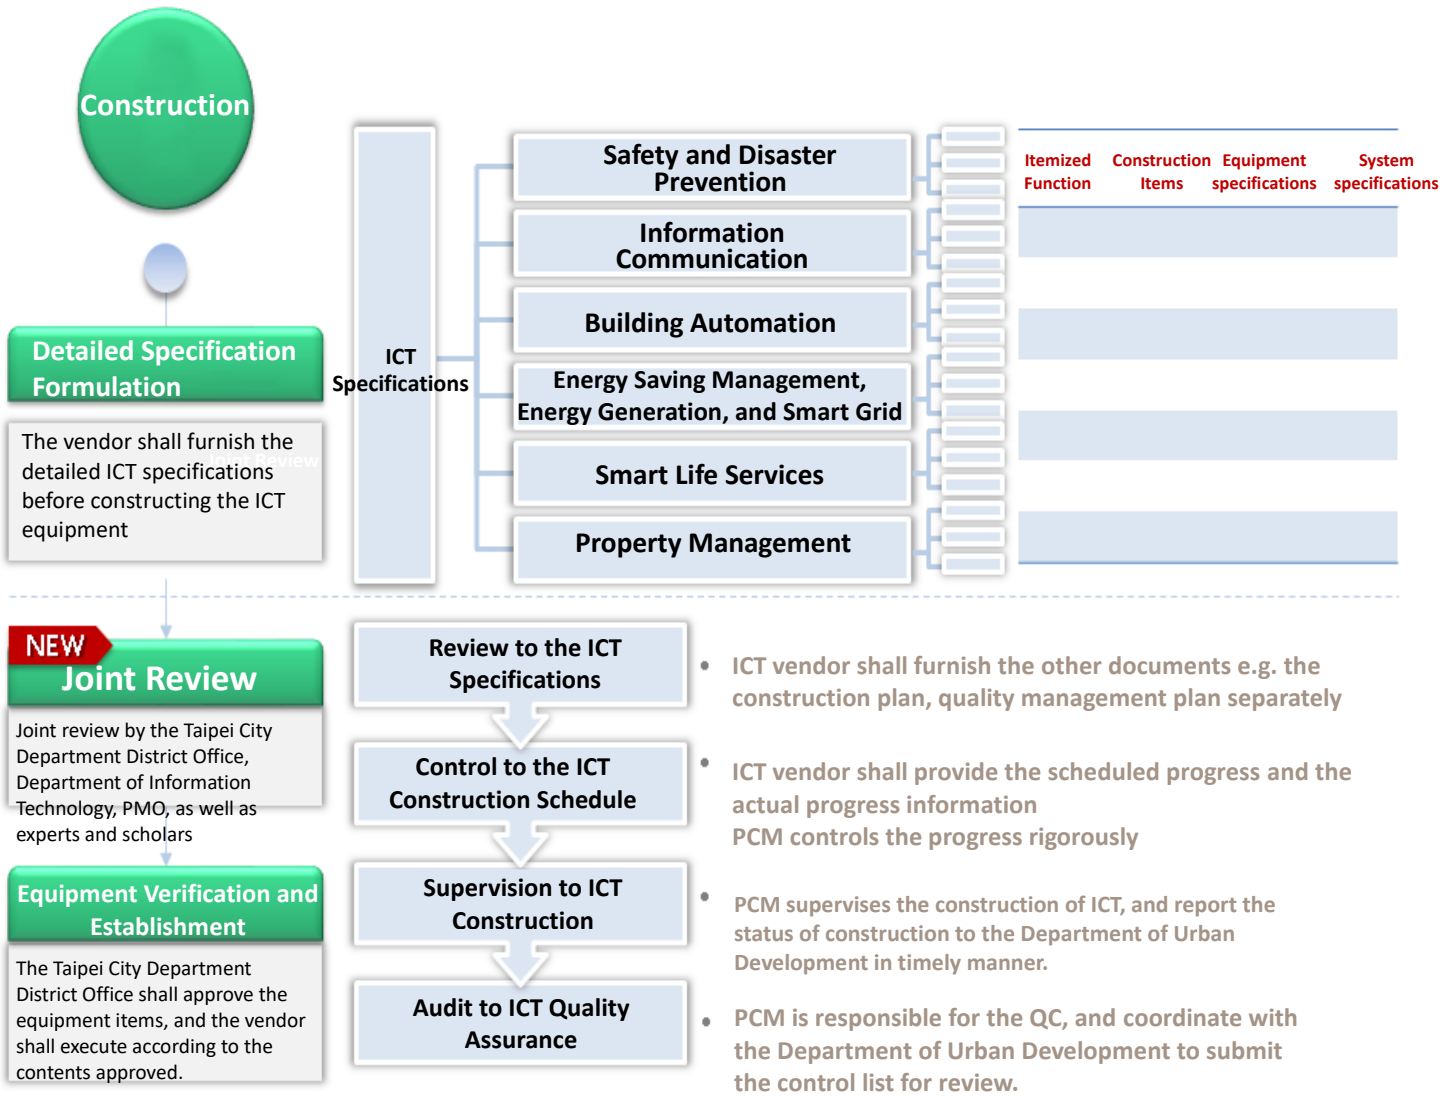 Construction
Detailed Specification
Formulation
The vendor shall furnish the
detailed ICT specifications
before constructing the ICT
equipment
Joint Review
ICT
Specifications
Safety and Disaster
Prevention
Information
Communication
Building Automation
Energy Saving Management,
Energy Generation, and Smart Grid
Smart Life Services
Property Management
Itemized
Function
Construction
Items
Equipment
specifications
System
specifications
NEW
Joint Review
Joint review by the Taipei City
Department District Office,
Department of Information
Technology, PMO, as well as
experts and scholars
Equipment Verification and
Establishment
The Taipei City Department
District Office shall approve the
equipment items, and the vendor
shall execute according to the
contents approved.
Review to the ICT
Specifications
Control to the ICT
Construction Schedule
Supervision to ICT
Construction
Audit to ICT Quality
Assurance
• ICT vendor shall furnish the other documents e.g. the
construction plan, quality management plan separately
• ICT vendor shall provide the scheduled progress and the
actual progress information
PCM controls the progress rigorously
• PCM supervises the construction of ICT, and report the
status of construction to the Department of Urban
Development in timely manner.
• PCM is responsible for the QC, and coordinate with
the Department of Urban Development to submit
the control list for review.